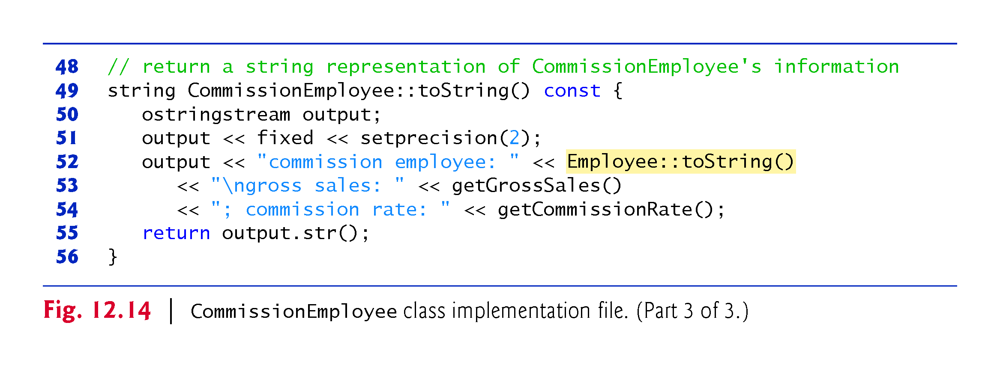 48 // return a string representation of CommissionEmployee's information
49 string CommissionEmployee::toString() const {
50 ostringstream output;
51 output << fixed << setprecision(2);
52 output << "commission employee: " << Employee::toString()
53 << "\ngross sales: " << getGrossSales()
54 << "; commission rate: " << getCommissionRate();
55 return output.str();
56 }
Fig. 12.14 | CommissionEmployee class implementation file. (Part 3 of 3.)